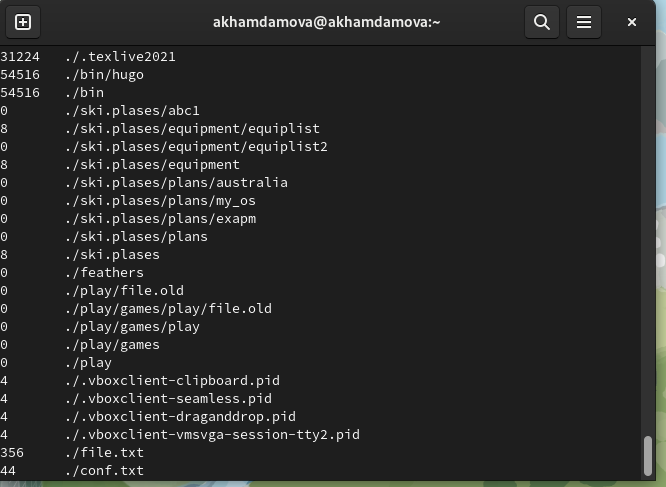 akhamdamova@akhamdamova:~
31224 ./.texlive2021
54516 ./bin/hugo
54516 ./bin
0 ./ski.plases/abc1
8 ./ski.plases/equipment/equiplist
0 ./ski.plases/equipment/equiplist2
8 ./ski.plases/equipment
0 ./ski.plases/plans/australia
0 ./ski.plases/plans/my_os
0 ./ski.plases/plans/exapm
0 ./ski.plases/plans
8 ./ski.plases
0 ./feathers
0 ./play/file.old
0 ./play/games/play/file.old
0 ./play/games/play
0 ./play/games
0 ./play
4 ./.vboxclient-clipboard.pid
4 ./.vboxclient-seamless.pid
4 ./.vboxclient-draganddrop.pid
4 ./.vboxclient-vmsvga-session-tty2.pid
356 ./file.txt
44 ./conf.txt